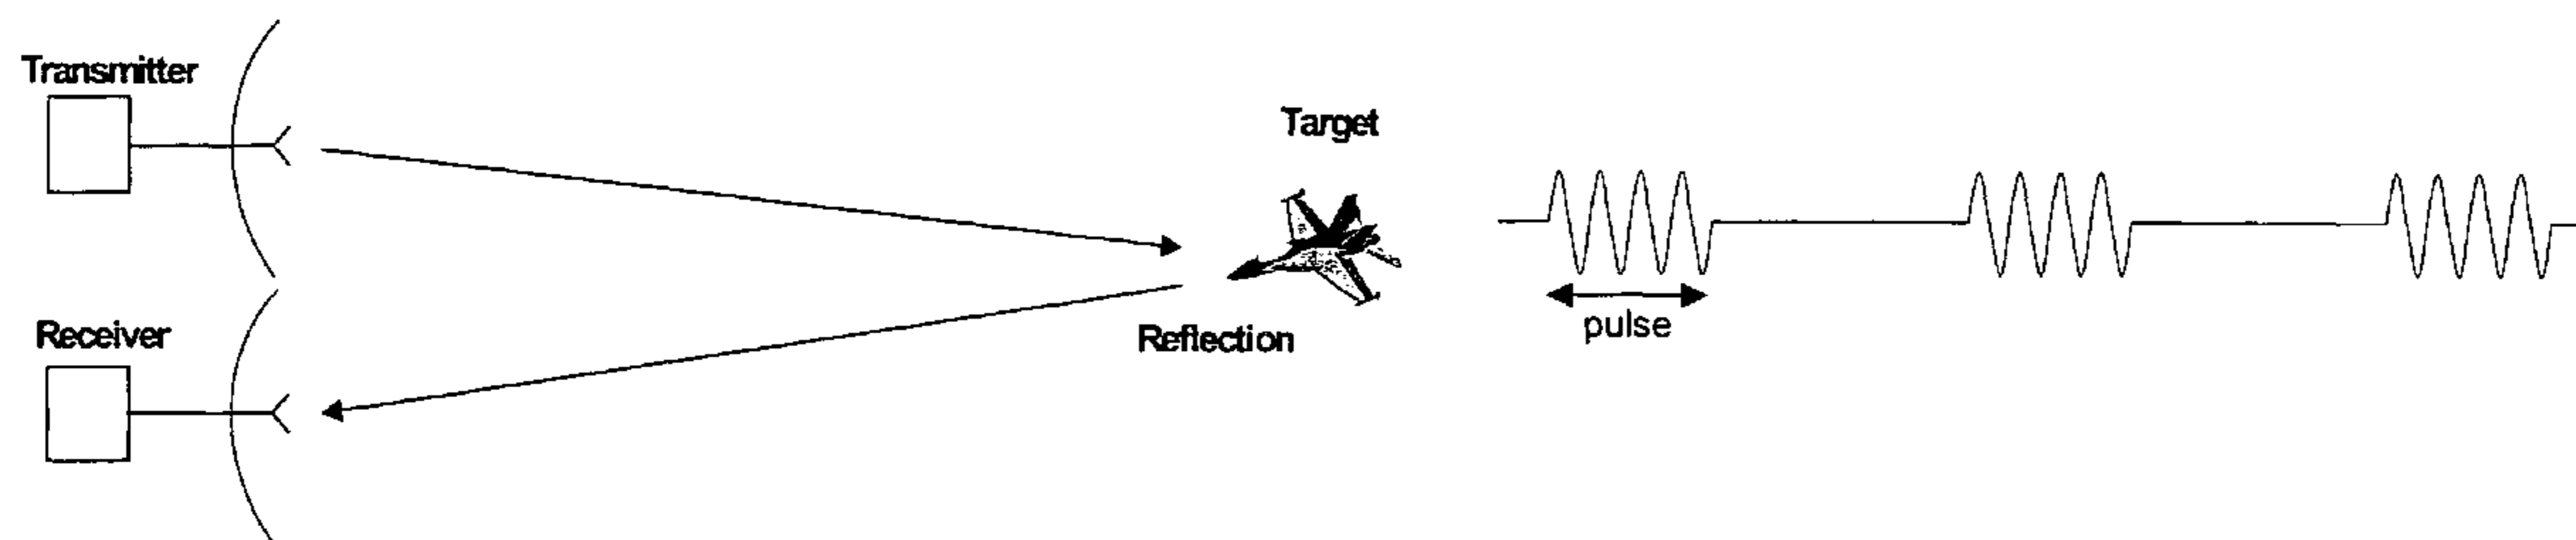 Transmitter
Target
Receiver
Reflection
pulse